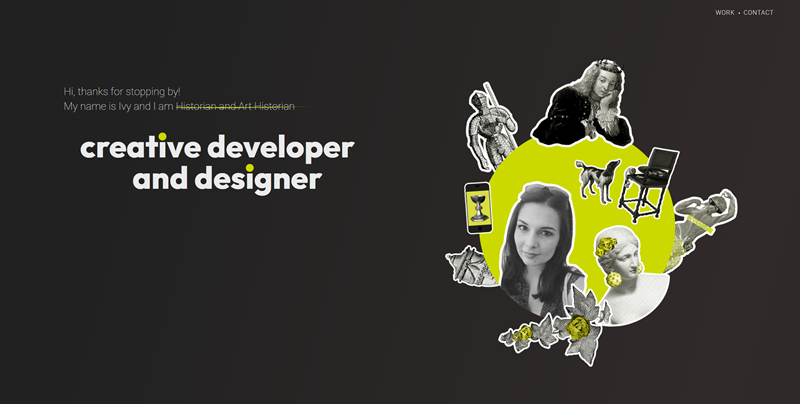 WORK • CONTACT
Hi, thanks for stopping by!
My name is Ivy and I am Historian and Art Historian
creative developer
and designer